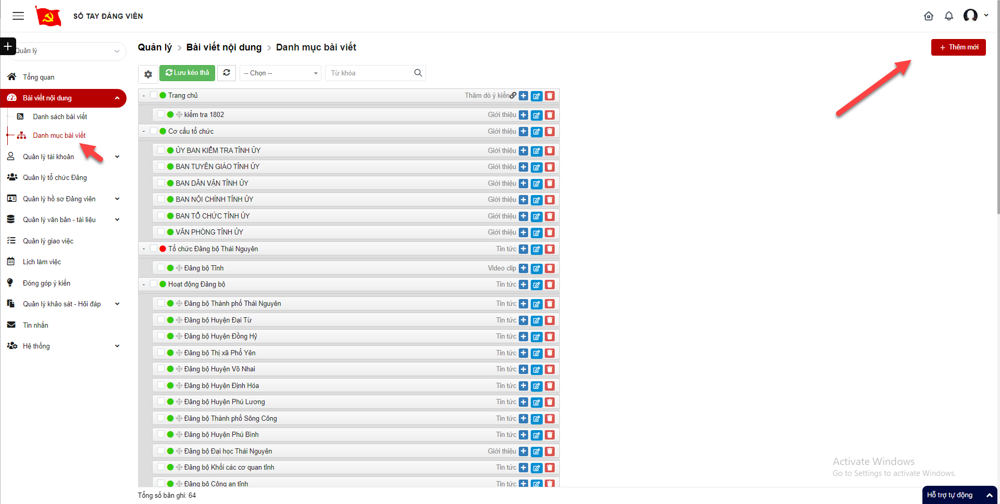 SỔ TAY ĐẢNG VIÊN
Quản lý
Quản lý > Bài viết nội dung > Danh mục bài viết
+ Thêm mới
Lưu kéo thả
-- Chọn --
Từ khóa
Tổng quan
Bài viết nội dung
Danh sách bài viết
Danh mục bài viết
Quản lý tài khoản
Quản lý tổ chức Đảng
Quản lý hồ sơ Đảng viên
Quản lý văn bản - tài liệu
Quản lý giao việc
Lịch làm việc
Đóng góp ý kiến
Quản lý khảo sát - Hỏi đáp
Tin nhắn
Hệ thống
- Trang chủ Thăm dò ý kiến
kiểm tra 1802 Giới thiệu
- Cơ cấu tổ chức Giới thiệu
ỦY BAN KIỂM TRA TỈNH ỦY Giới thiệu
BAN TUYÊN GIÁO TỈNH ỦY Giới thiệu
BAN DÂN VẬN TỈNH ỦY Giới thiệu
BAN NỘI CHÍNH TỈNH ỦY Giới thiệu
BAN TỔ CHỨC TỈNH ỦY Giới thiệu
VĂN PHÒNG TỈNH ỦY Giới thiệu
- Tổ chức Đảng bộ Thái Nguyên Tin tức
Đảng bộ Tỉnh Video clip
- Hoạt động Đảng bộ Tin tức
Đảng bộ Thành phố Thái Nguyên Tin tức
Đảng bộ Huyện Đại Từ Tin tức
Đảng bộ Huyện Đồng Hỷ Tin tức
Đảng bộ Thị xã Phổ Yên Tin tức
Đảng bộ Huyện Võ Nhai Tin tức
Đảng bộ Huyện Định Hóa Tin tức
Đảng bộ Huyện Phú Lương Tin tức
Đảng bộ Thành phố Sông Công Tin tức
Đảng bộ Huyện Phú Bình Tin tức
Đảng bộ Đại học Thái Nguyên Giới thiệu
Đảng bộ Khối các cơ quan tỉnh Tin tức
Đảng bộ Công an tỉnh Tin tức
Tổng số bản ghi: 64
Activate Windows
Go to Settings to activate Windows.
Hỗ trợ tự động